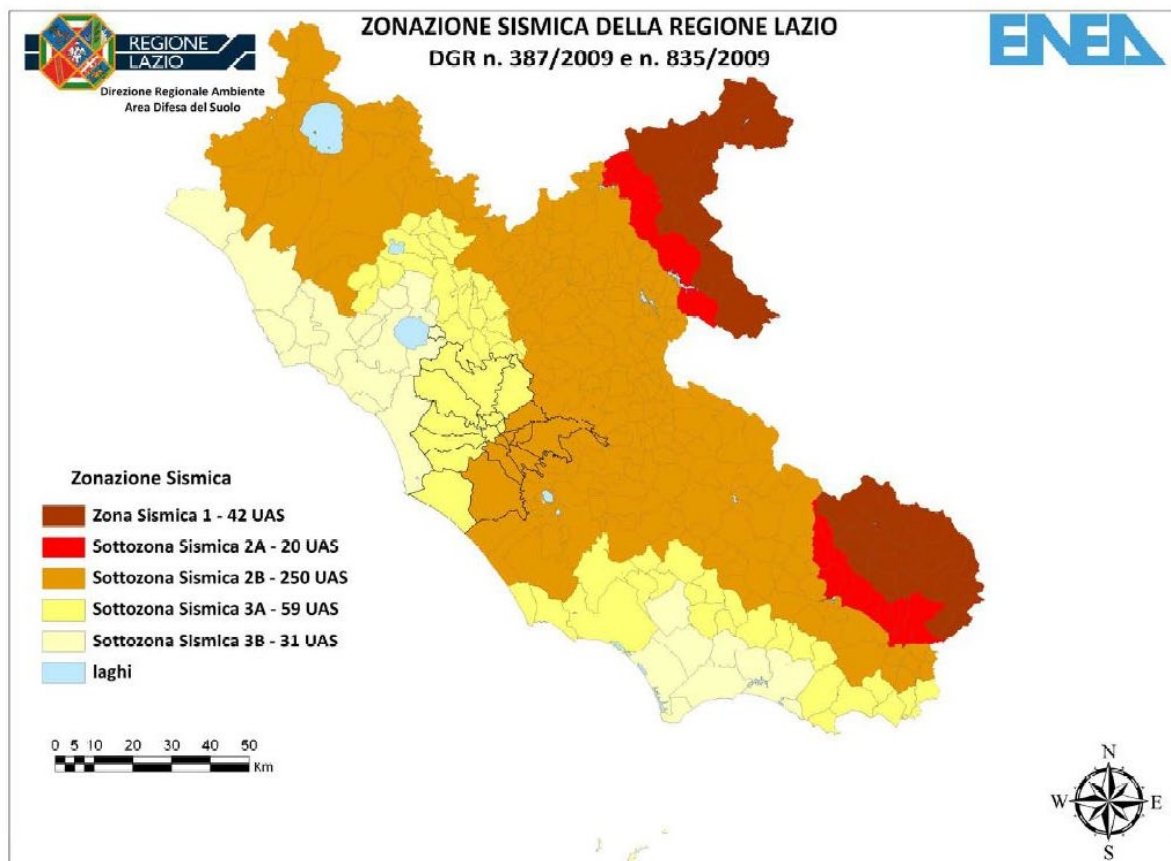 ZONAZIONE SISMICA DELLA REGIONE LAZIO
DGR n. 387/2009 e n. 835/2009
REGIONE
LAZIO
Direzione Regionale Ambiente
Area Difesa del Suolo
ENEA
Zonazione Sismica
Zona Sismica 1 - 42 UAS
Sottozona Sismica 2A - 20 UAS
Sottozona Sismica 2B - 250 UAS
Sottozona Sismica 3A - 59 UAS
Sottozona Sismica 3B - 31 UAS
laghi
0 5 10 20 30 40 50
Km
N
W E
S